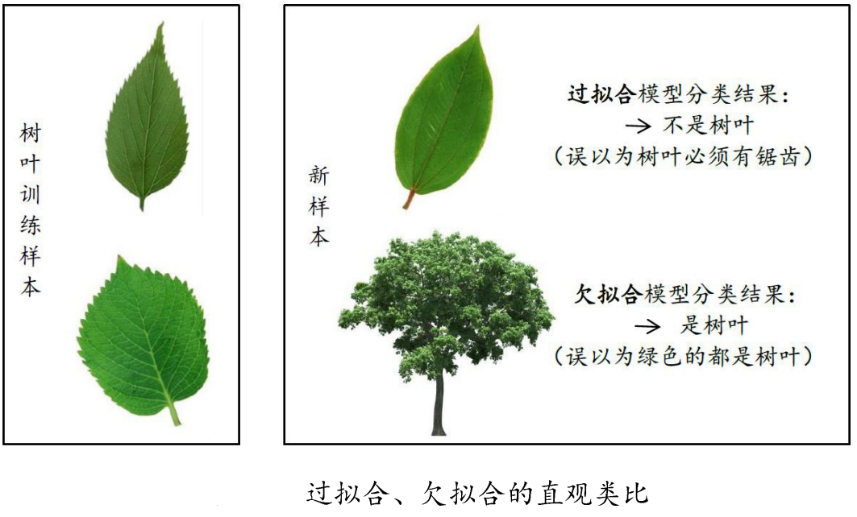 树叶训练样本
新样本
过拟合模型分类结果：
→ 不是树叶
（误以为树叶必须有锯齿）
欠拟合模型分类结果：
→ 是树叶
（误以为绿色的都是树叶）
过拟合、欠拟合的直观类比